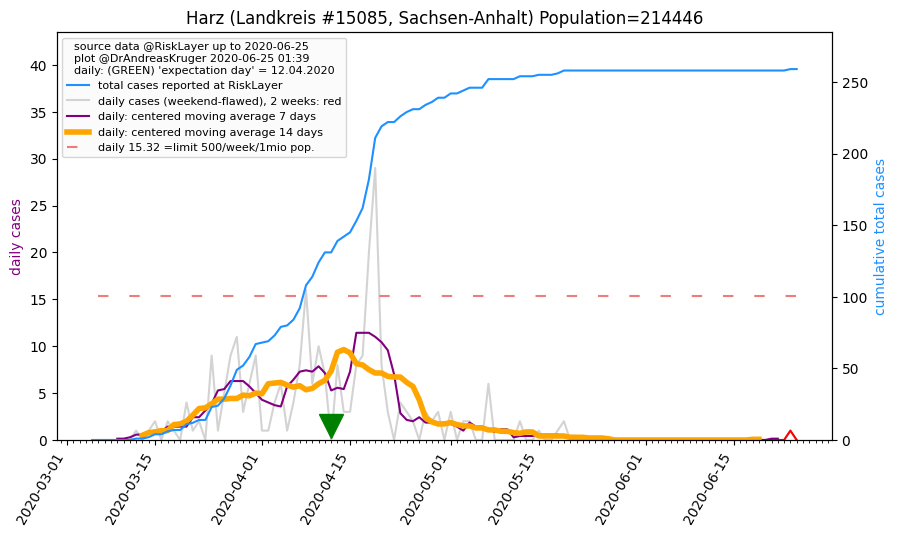 Harz (Landkreis #15085, Sachsen-Anhalt) Population=214446
source data @RiskLayer up to 2020-06-25
plot @DrAndreasKruger 2020-06-25 01:39
daily: (GREEN) 'expectation day' = 12.04.2020
total cases reported at RiskLayer
daily cases (weekend-flawed), 2 weeks: red
daily: centered moving average 7 days
daily: centered moving average 14 days
daily 15.32 =limit 500/week/1mio pop.
daily cases
40
35
30
25
20
15
10
5
0
cumulative total cases
250
200
150
100
50
0
2020-03-01
2020-03-15
2020-04-01
2020-04-15
2020-05-01
2020-05-15
2020-06-01
2020-06-15